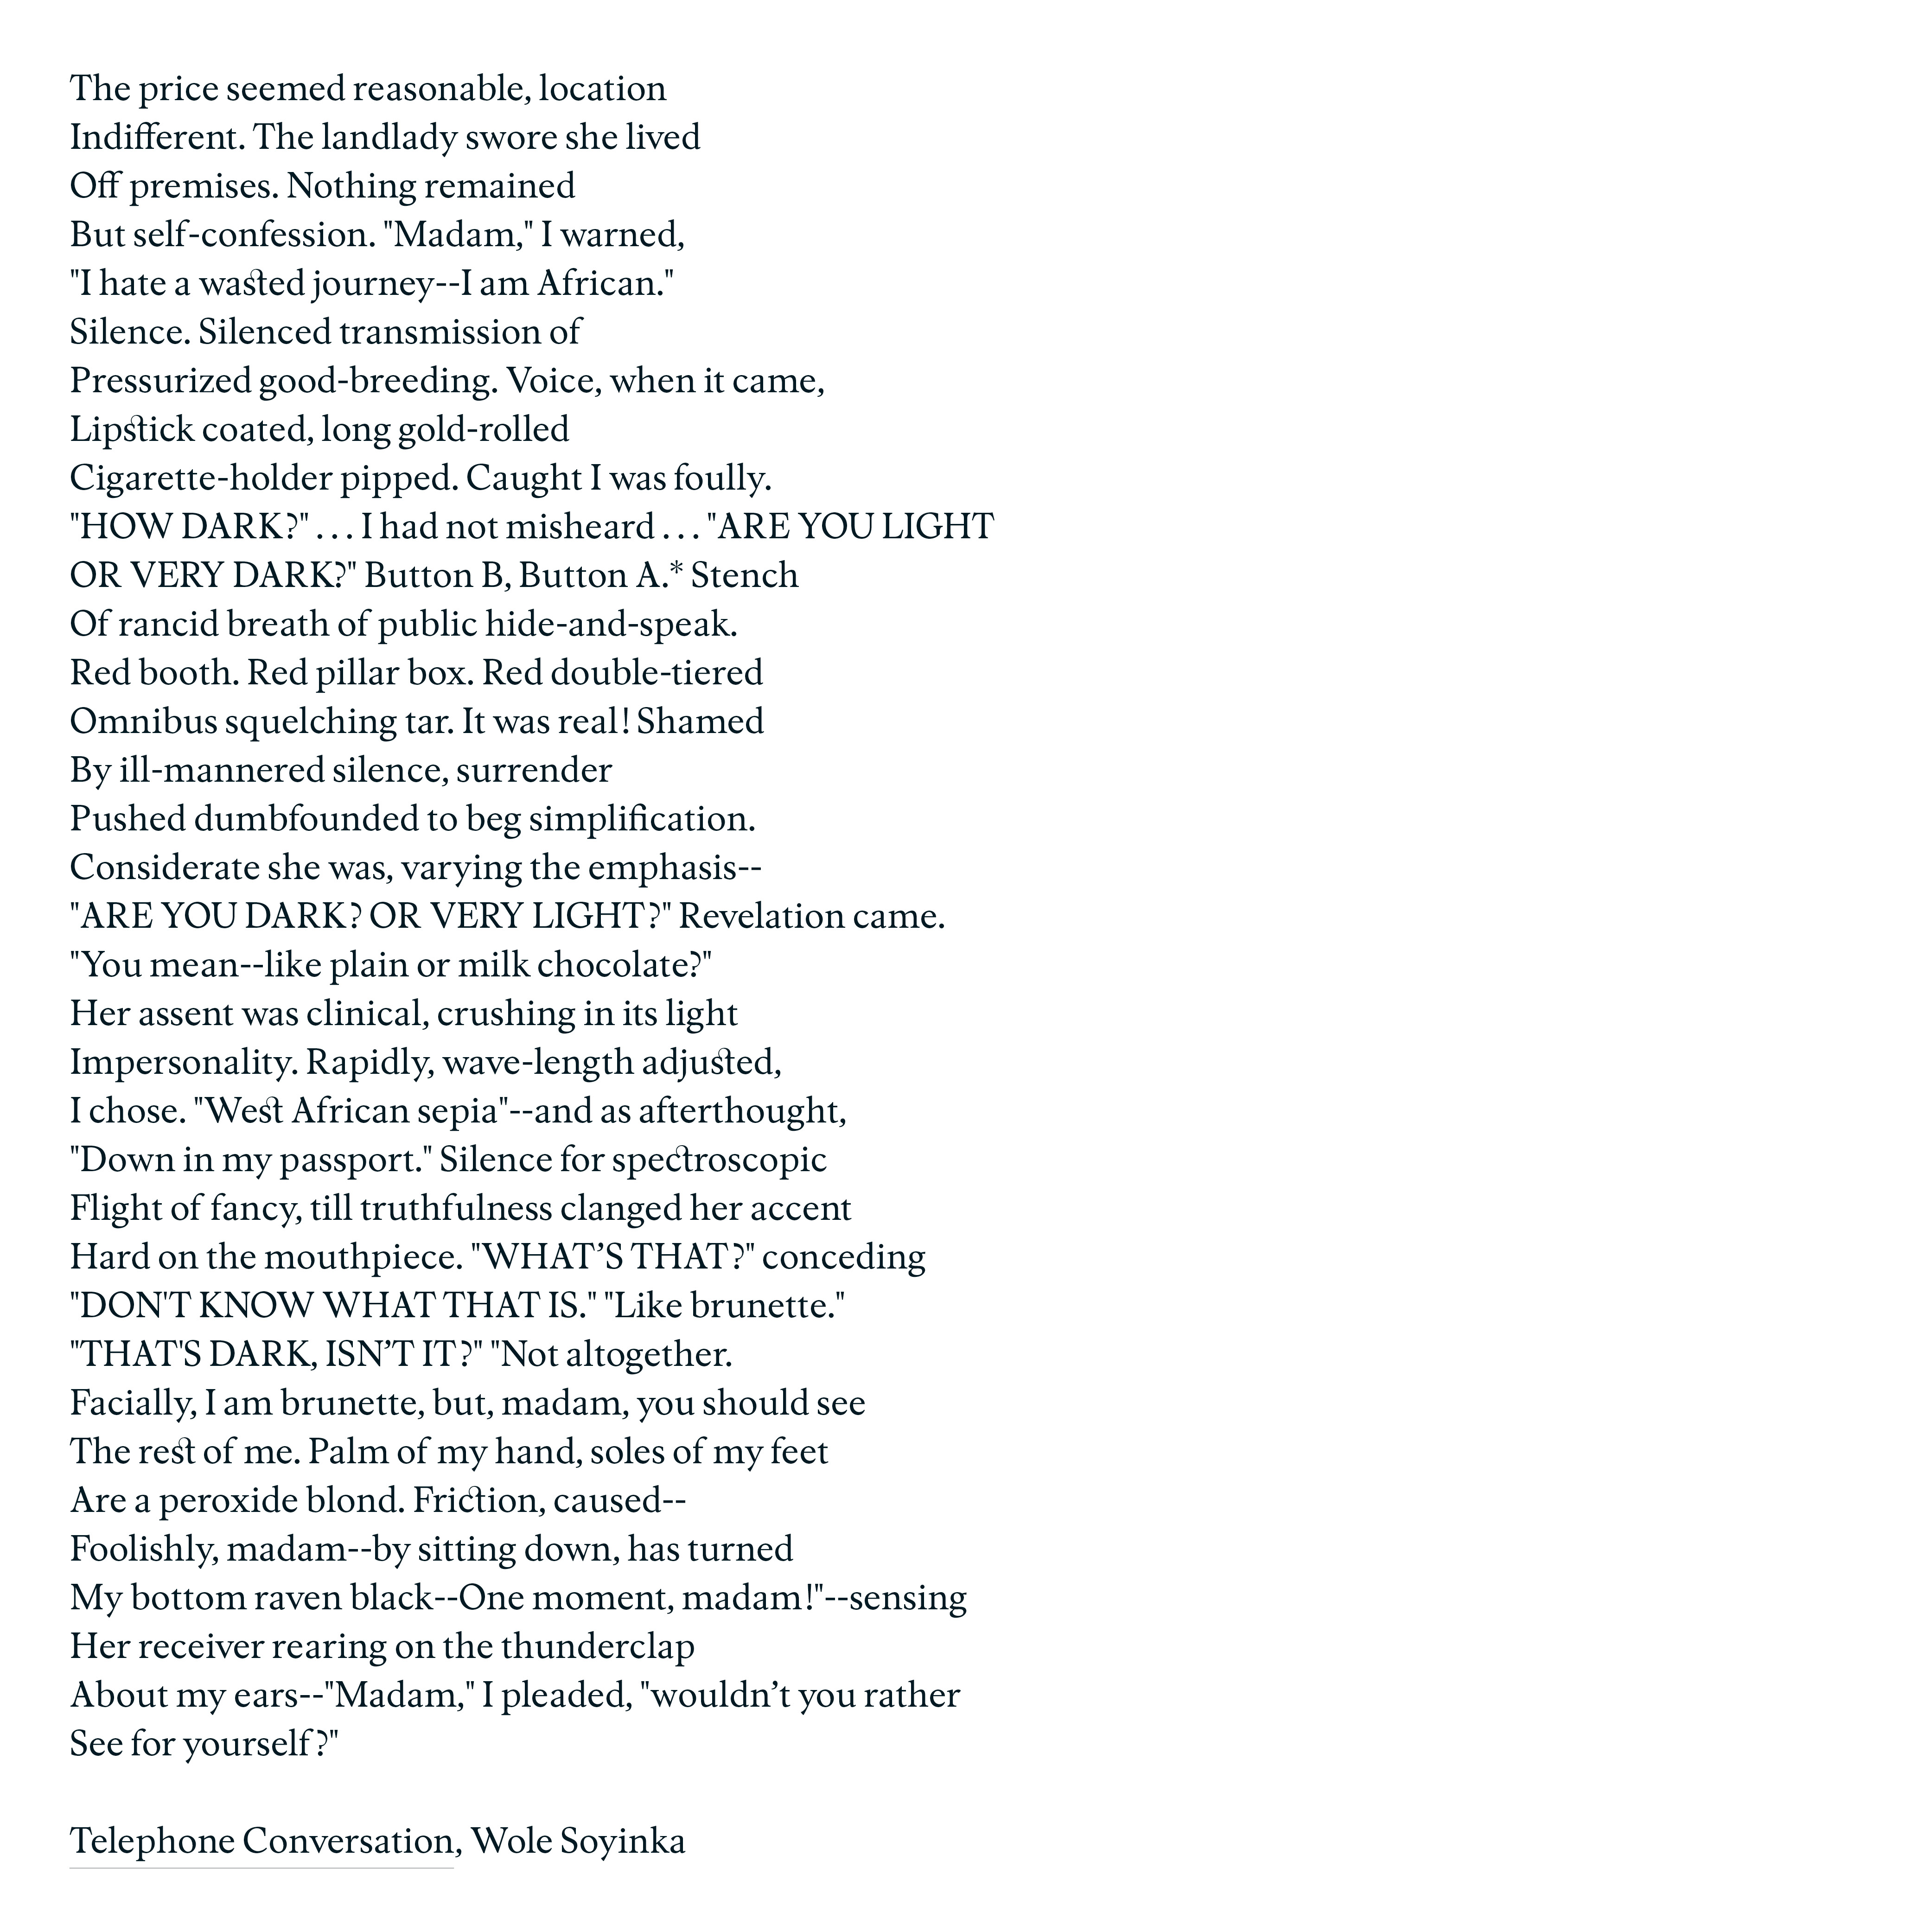 The price seemed reasonable, location
Indifferent. The landlady swore she lived
Off premises. Nothing remained
But self-confession. "Madam," I warned,
"I hate a wasted journey--I am African."
Silence. Silenced transmission of
Pressurized good-breeding. Voice, when it came,
Lipstick coated, long gold-rolled
Cigarette-holder pipped. Caught I was foully.
"HOW DARK?" . . . I had not misheard . . . "ARE YOU LIGHT
OR VERY DARK?" Button B, Button A.* Stench
Of rancid breath of public hide-and-speak.
Red booth. Red pillar box. Red double-tiered
Omnibus squelching tar. It was real! Shamed
By ill-mannered silence, surrender
Pushed dumbfounded to beg simplification.
Considerate she was, varying the emphasis--
"ARE YOU DARK? OR VERY LIGHT?" Revelation came.
"You mean--like plain or milk chocolate?"
Her assent was clinical, crushing in its light
Impersonality. Rapidly, wave-length adjusted,
I chose. "West African sepia"--and as afterthought,
"Down in my passport." Silence for spectroscopic
Flight of fancy, till truthfulness clanged her accent
Hard on the mouthpiece. "WHAT’S THAT?" conceding
"DON'T KNOW WHAT THAT IS." "Like brunette."
"THAT'S DARK, ISN’T IT?" "Not altogether.
Facially, I am brunette, but, madam, you should see
The rest of me. Palm of my hand, soles of my feet
Are a peroxide blond. Friction, caused--
Foolishly, madam--by sitting down, has turned
My bottom raven black--One moment, madam!"--sensing
Her receiver rearing on the thunderclap
About my ears--"Madam," I pleaded, "wouldn’t you rather
See for yourself?"
Telephone Conversation, Wole Soyinka